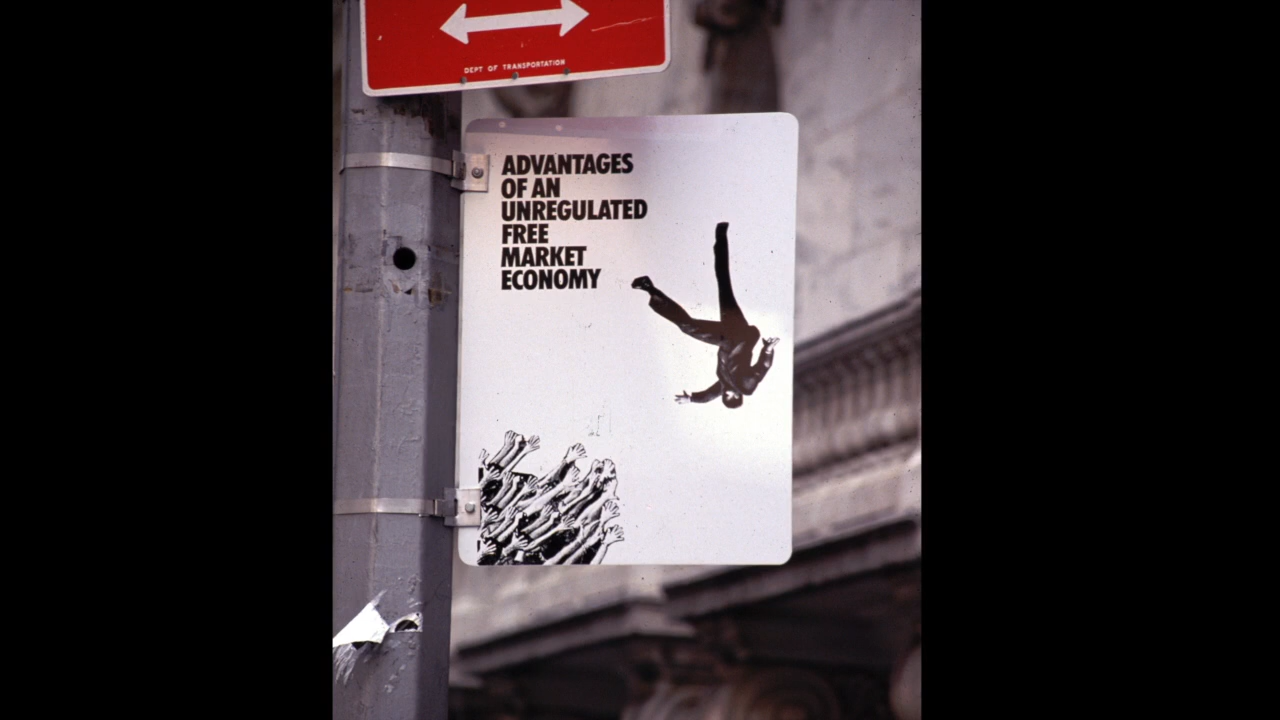 DEPT OF TRANSPORTATION
ADVANTAGES
OF AN
UNREGULATED
FREE
MARKET
ECONOMY